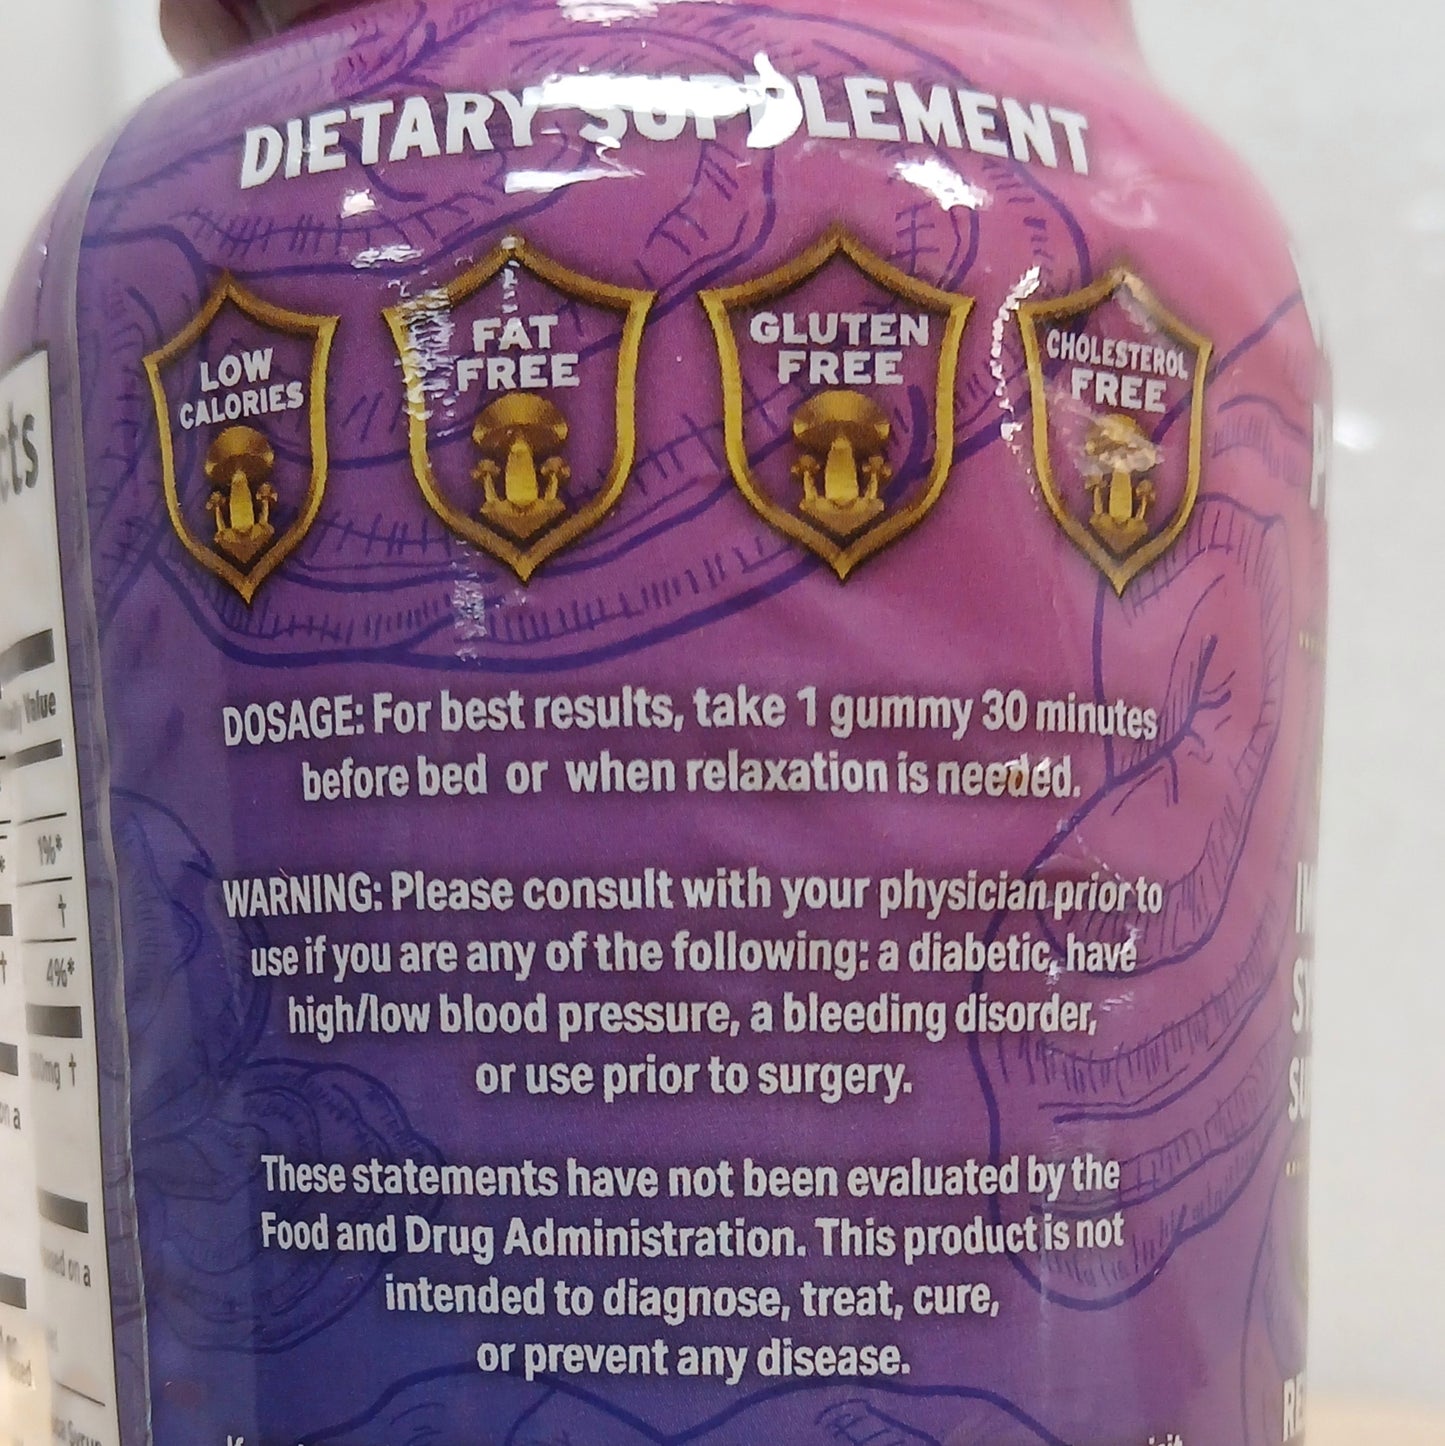 DIETARY SUPPLEMENT
LOW
CALORIES
FAT
FREE
GLUTEN
FREE
CHOLESTEROL
FREE
DOSAGE: For best results, take 1 gummy 30 minutes
before bed or when relaxation is needed.
WARNING: Please consult with your physician prior to
use if you are any of the following: a diabetic, have
high/low blood pressure, a bleeding disorder,
or use prior to surgery.
These statements have not been evaluated by the
Food and Drug Administration. This product is not
intended to diagnose, treat, cure,
or prevent any disease.
Value
1%*
†
4%*
†
on a